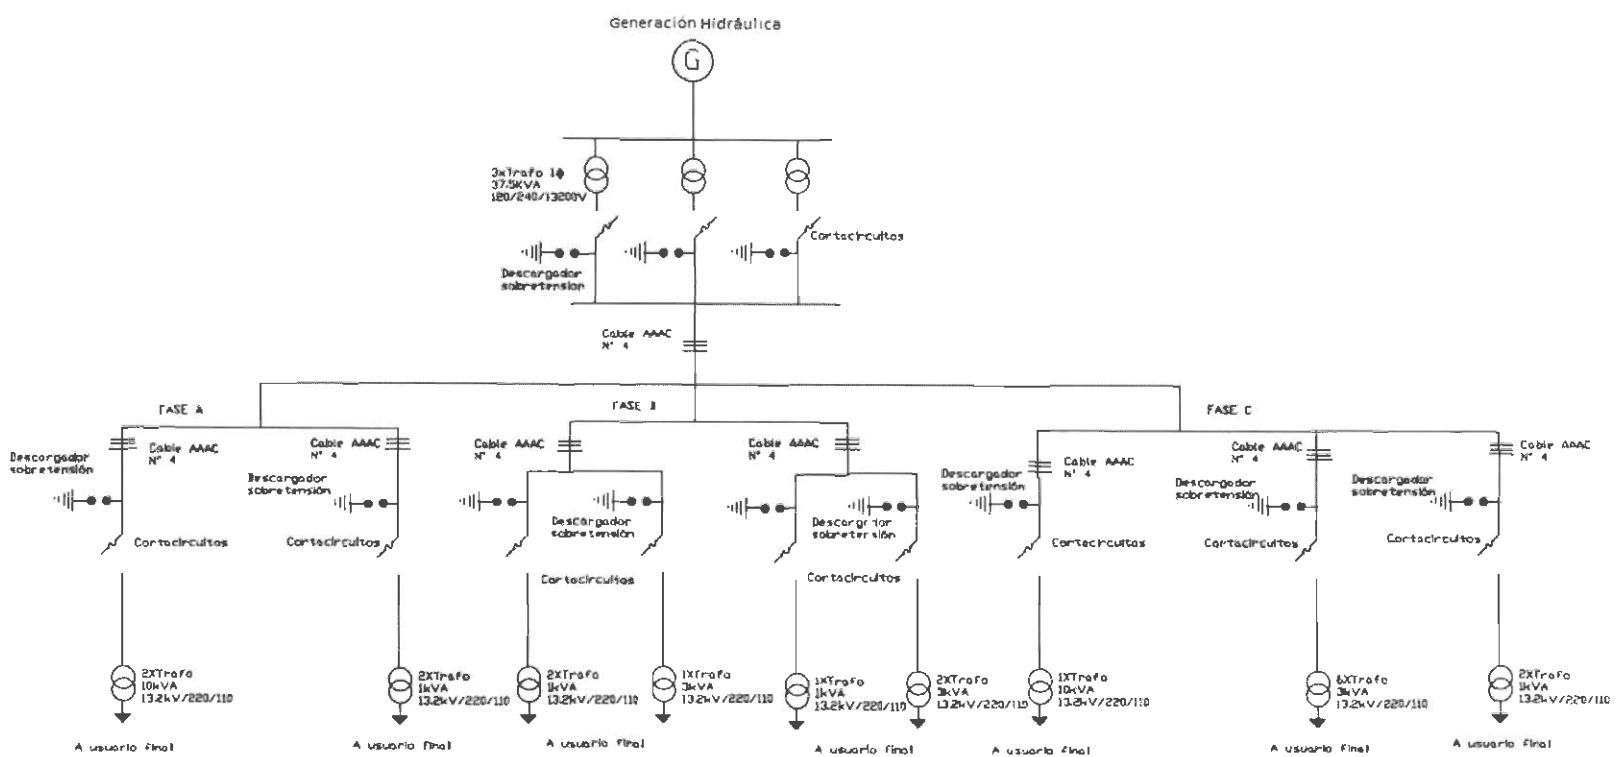 Generación Hidráulica
G
3xTrafo 1ϕ
37.5KVA
120/240/13200V
Cortacircuitos
Descargador
sobretension
Cable AAAC
N° 4
FASE A
FASE B
FASE C
Descargador
sobretensión
Cable AAAC
N° 4
Cable AAAC
N° 4
Descargador
sobretensión
Cable AAAC
N° 4
Descargador
sobretensión
Cable AAAC
N° 4
Descargador
sobretensión
Cable AAAC
N° 4
Descargador
sobretensión
Cable AAAC
N° 4
Descargador
sobretensión
Cable AAAC
N° 4
Descargador
sobretensión
Cortacircuitos
Cortacircuitos
Cortacircuitos
Cortacircuitos
Cortacircuitos
Cortacircuitos
Cortacircuitos
2XTrafo
10kVA
13.2kV/220/110
2XTrafo
1kVA
13.2kV/220/110
2XTrafo
1kVA
13.2kV/220/110
1XTrafo
3kVA
13.2kV/220/110
1XTrafo
1kVA
13.2kV/220/110
2XTrafo
3kVA
13.2kV/220/110
1XTrafo
10kVA
13.2kV/220/110
6XTrafo
3kVA
13.2kV/220/110
2XTrafo
1kVA
13.2kV/220/110
A usuario final
A usuario final
A usuario final
A usuario final
A usuario final
A usuario final
A usuario final